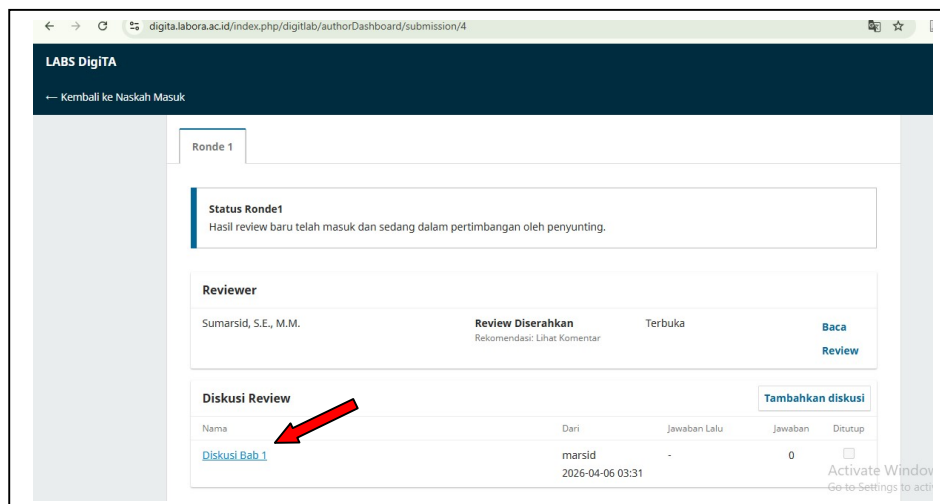 digita.labora.ac.id/index.php/digitlab/authorDashboard/submission/4
LABS DigiTA
← Kembali ke Naskah Masuk
Ronde 1
Status Ronde1
Hasil review baru telah masuk dan sedang dalam pertimbangan oleh penyunting.
Reviewer
Sumarsid, S.E., M.M. Review Diserahkan Terbuka Baca
Rekomendasi: Lihat Komentar Review
Diskusi Review Tambahkan diskusi
Nama Dari Jawaban Lalu Jawaban Ditutup
Diskusi Bab 1 marsid - 0
2026-04-06 03:31
Activate Window
Go to Settings to acti